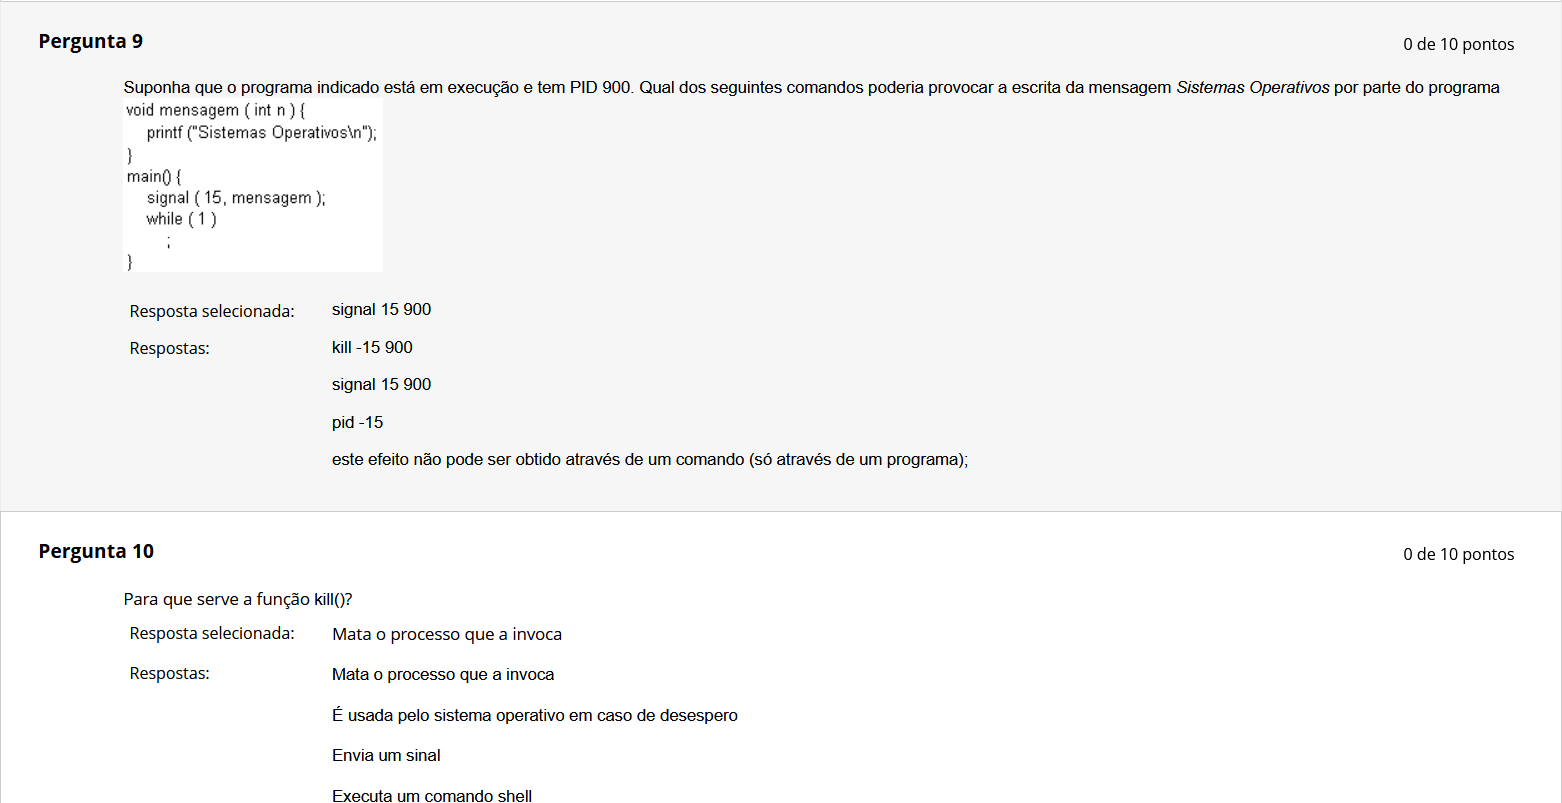 Pergunta 9
0 de 10 pontos
Suponha que o programa indicado está em execução e tem PID 900. Qual dos seguintes comandos poderia provocar a escrita da mensagem Sistemas Operativos por parte do programa
void mensagem ( int n ) {
printf ("Sistemas Operativos\n");
}
main() {
signal ( 15, mensagem );
while ( 1 )
;
}
Resposta selecionada: signal 15 900
Respostas: kill -15 900
signal 15 900
pid -15
este efeito não pode ser obtido através de um comando (só através de um programa);
Pergunta 10
0 de 10 pontos
Para que serve a função kill()?
Resposta selecionada: Mata o processo que a invoca
Respostas: Mata o processo que a invoca
É usada pelo sistema operativo em caso de desespero
Envia um sinal
Executa um comando shell